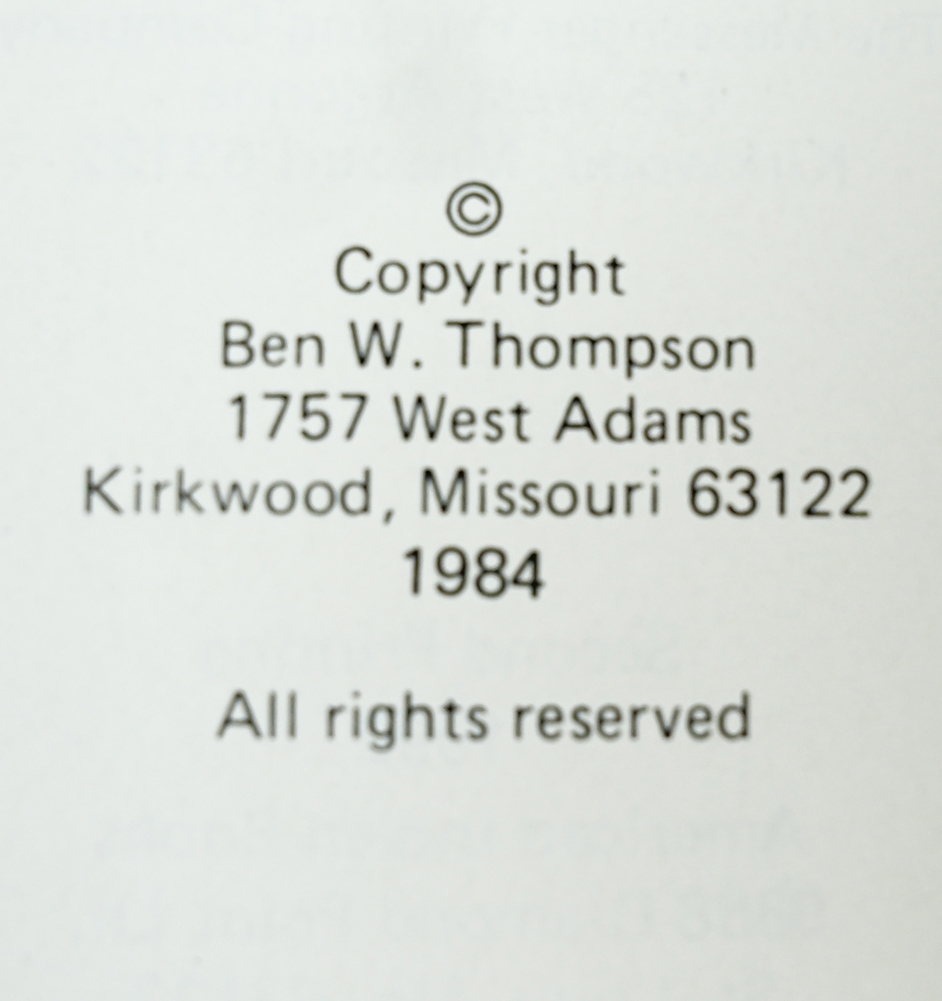 ©
Copyright
Ben W. Thompson
1757 West Adams
Kirkwood, Missouri 63122
1984
All rights reserved